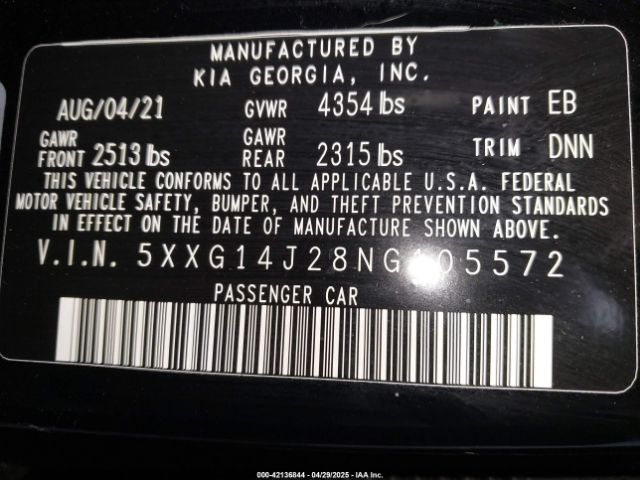 MANUFACTURED BY
KIA GEORGIA, INC.
AUG/04/21 GVWR 4354 lbs PAINT EB
GAWR FRONT 2513 lbs GAWR REAR 2315 lbs TRIM DNN
THIS VEHICLE CONFORMS TO ALL APPLICABLE U.S.A. FEDERAL
MOTOR VEHICLE SAFETY, BUMPER, AND THEFT PREVENTION STANDARDS
IN EFFECT ON THE DATE OF MANUFACTURE SHOWN ABOVE.
V.I.N. 5XXG14J28NG105572
PASSENGER CAR
000-42136844 - 04/29/2025 - IAA Inc.